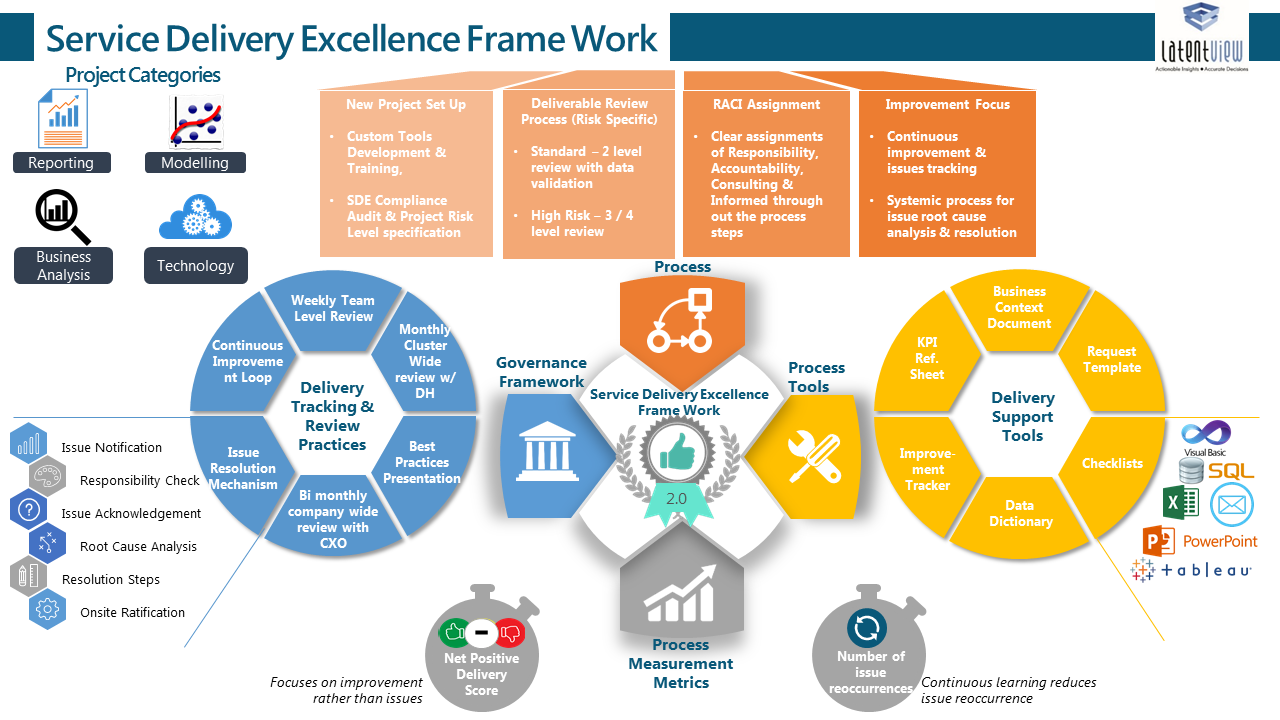 Service Delivery Excellence Frame Work
LatentView
Actionable Insights • Accurate Decisions
Project Categories
Reporting
Modelling
Business
Analysis
Technology
New Project Set Up
• Custom Tools
Development &
Training,
• SDE Compliance
Audit & Project Risk
Level specification
Deliverable Review
Process (Risk Specific)
• Standard – 2 level
review with data
validation
• High Risk – 3 / 4
level review
RACI Assignment
• Clear assignments
of Responsibility,
Accountability,
Consulting &
Informed through
out the process
steps
Improvement Focus
• Continuous
improvement &
issues tracking
• Systemic process for
issue root cause
analysis & resolution
Weekly Team
Level Review
Monthly
Cluster
Wide
review w/
DH
Best
Practices
Presentation
Bi monthly
company wide
review with
CXO
Issue
Resolution
Mechanism
Continuous
Improveme
nt Loop
Delivery
Tracking &
Review
Practices
Issue Notification
Responsibility Check
Issue Acknowledgement
?
Root Cause Analysis
Resolution Steps
Onsite Ratification
Process
Governance
Framework
Process
Tools
Service Delivery Excellence
Frame Work
2.0
Process
Measurement
Metrics
Business
Context
Document
Request
Template
Checklists
Data
Dictionary
Improve-
ment
Tracker
KPI
Ref.
Sheet
Delivery
Support
Tools
Visual Basic
SQL
X
P
PowerPoint
+ableau
Net Positive
Delivery
Score
Focuses on improvement
rather than issues
Number of
issue
reoccurrences
Continuous learning reduces
issue reoccurrence